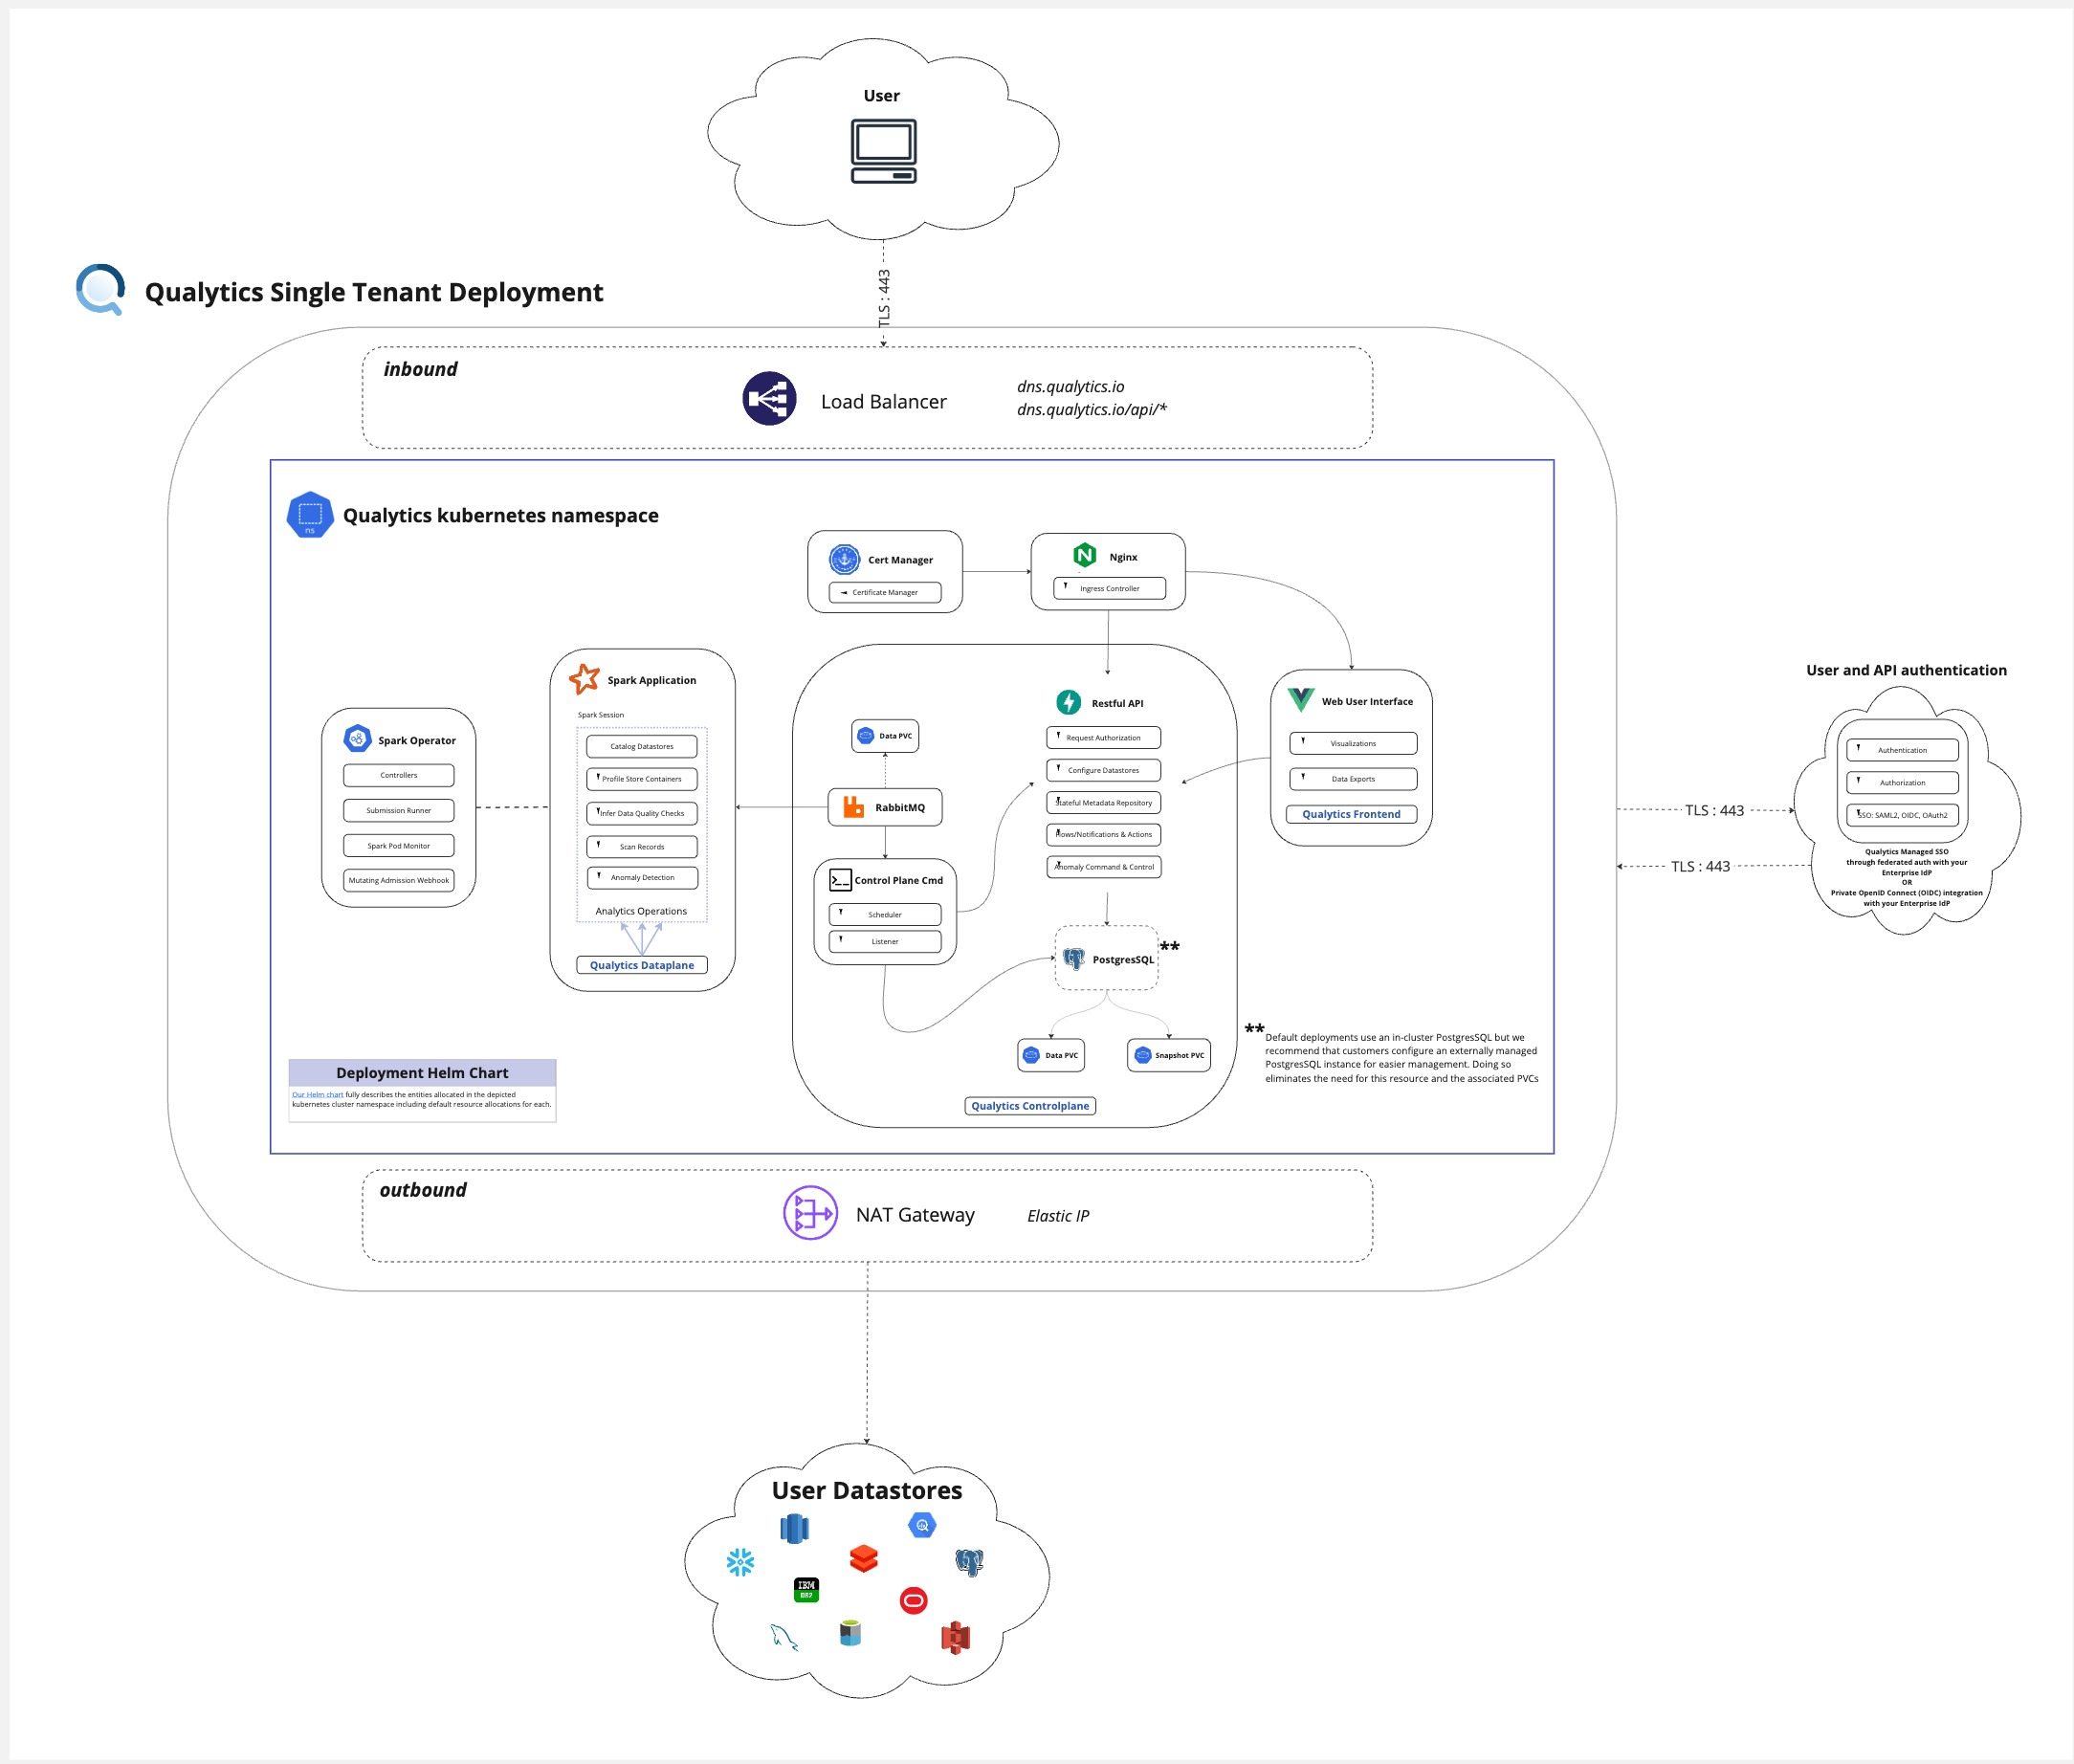 User
TLS : 443
Qualytics Single Tenant Deployment
inbound
Load Balancer
dns.qualytics.io
dns.qualytics.io/api/*
ns
Qualytics kubernetes namespace
Cert Manager
Certificate Manager
Nginx
Ingress Controller
Spark Operator
Controllers
Submission Runner
Spark Pod Monitor
Mutating Admission Webhook
Spark Application
Spark Session
Catalog Datastores
Profile Store Containers
Infer Data Quality Checks
Scan Records
Anomaly Detection
Analytics Operations
Qualytics Dataplane
Data PVC
RabbitMQ
Control Plane Cmd
Scheduler
Listener
Restful API
Request Authorization
Configure Datastores
Stateful Metadata Repository
Flows/Notifications & Actions
Anomaly Command & Control
PostgresSQL
**
Data PVC
Snapshot PVC
Qualytics Controlplane
Web User Interface
Visualizations
Data Exports
Qualytics Frontend
**
Default deployments use an in-cluster PostgresSQL but we
recommend that customers configure an externally managed
PostgresSQL instance for easier management. Doing so
eliminates the need for this resource and the associated PVCs
Deployment Helm Chart
Our Helm chart fully describes the entities allocated in the depicted
kubernetes cluster namespace including default resource allocations for each.
TLS : 443
TLS : 443
User and API authentication
Authentication
Authorization
SSO: SAML2, OIDC, OAuth2
Qualytics Managed SSO
through federated auth with your
Enterprise IdP
OR
Private OpenID Connect (OIDC) integration
with your Enterprise IdP
outbound
NAT Gateway
Elastic IP
User Datastores
IBM
DB2